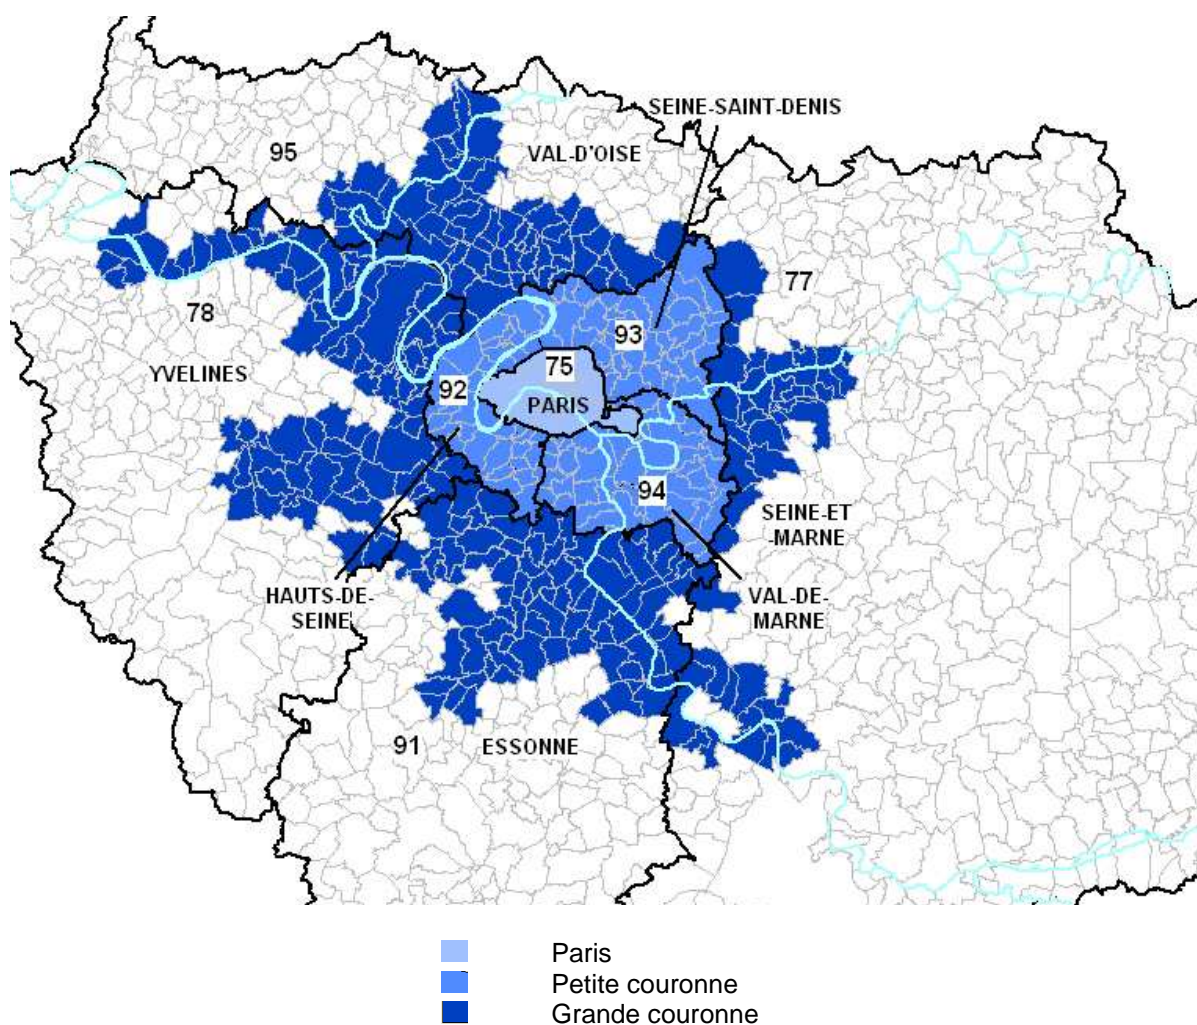 SEINE-SAINT-DENIS
95
VAL-D'OISE
77
78
93
75
YVELINES
92
PARIS
94
SEINE-ET
-MARNE
HAUTS-DE-
SEINE
VAL-DE-
MARNE
91
ESSONNE
Paris
Petite couronne
Grande couronne